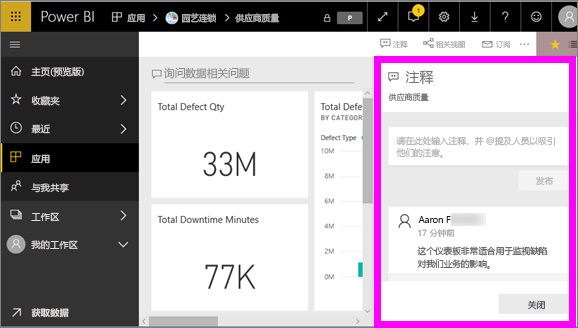 Power BI 应用 > 园艺连锁 > 供应商质量 P 1 ?
注释 相关视图 订阅 ...
主页(预览版)
收藏夹
最近
应用
与我共享
工作区
我的工作区
获取数据
询问数据相关问题
Total Defect Qty
33M
Total Downtime Minutes
77K
Total Defe
BY CATEGOR
Defect Type
10M
8M
6M
4M
2M
0M
注释
供应商质量
请在此处输入注释，并 @提及人员以吸引
他们的注意。
发布
Aaron F
17 分钟前
这个仪表板非常适合用于监视缺陷
对我们业务的影响。
关闭